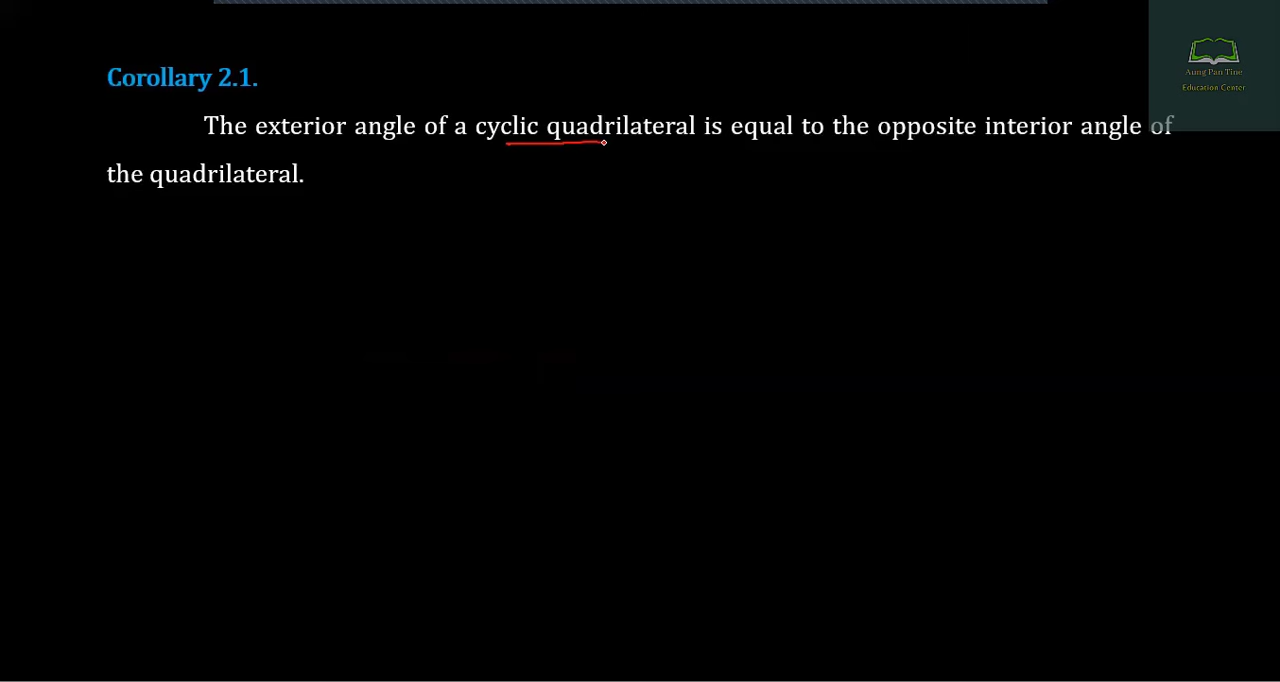 Corollary 2.1.
The exterior angle of a cyclic quadrilateral is equal to the opposite interior angle of
the quadrilateral.
Aung Pan Tine
Education Center